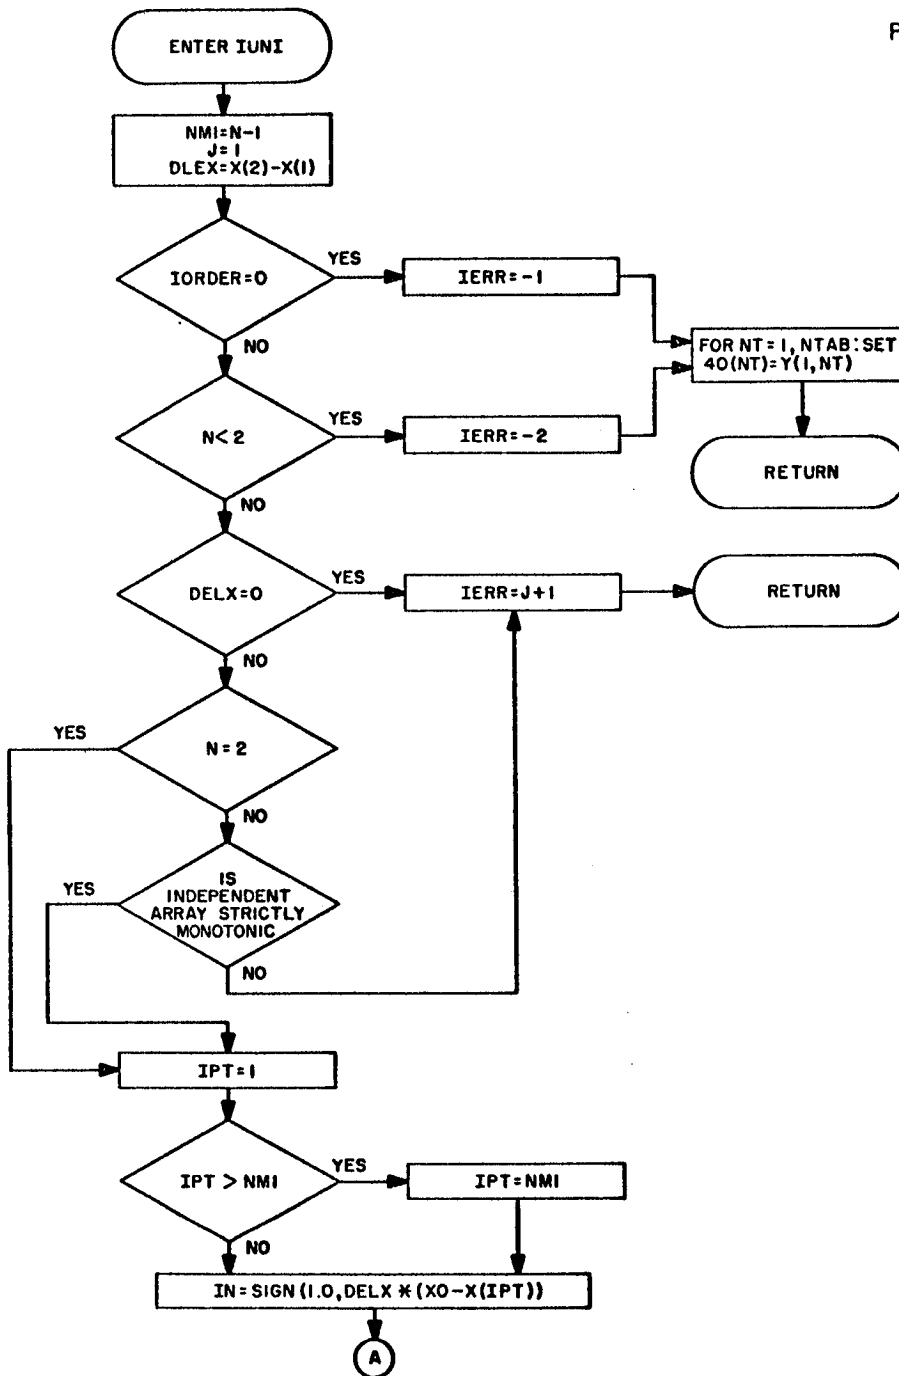 P
ENTER IUNI
NM1=N-1
J=1
DLEX=X(2)-X(1)
IORDER=0
YES
IERR=-1
NO
FOR NT=1, NTAB:SET
40(NT)=Y(1,NT)
N<2
YES
IERR=-2
RETURN
NO
DELX=0
YES
IERR=J+1
RETURN
NO
YES
N=2
NO
YES
IS
INDEPENDENT
ARRAY STRICTLY
MONOTONIC
NO
IPT=1
IPT > NM1
YES
IPT=NM1
NO
IN=SIGN(1.0,DELX*(XO-X(IPT))
A